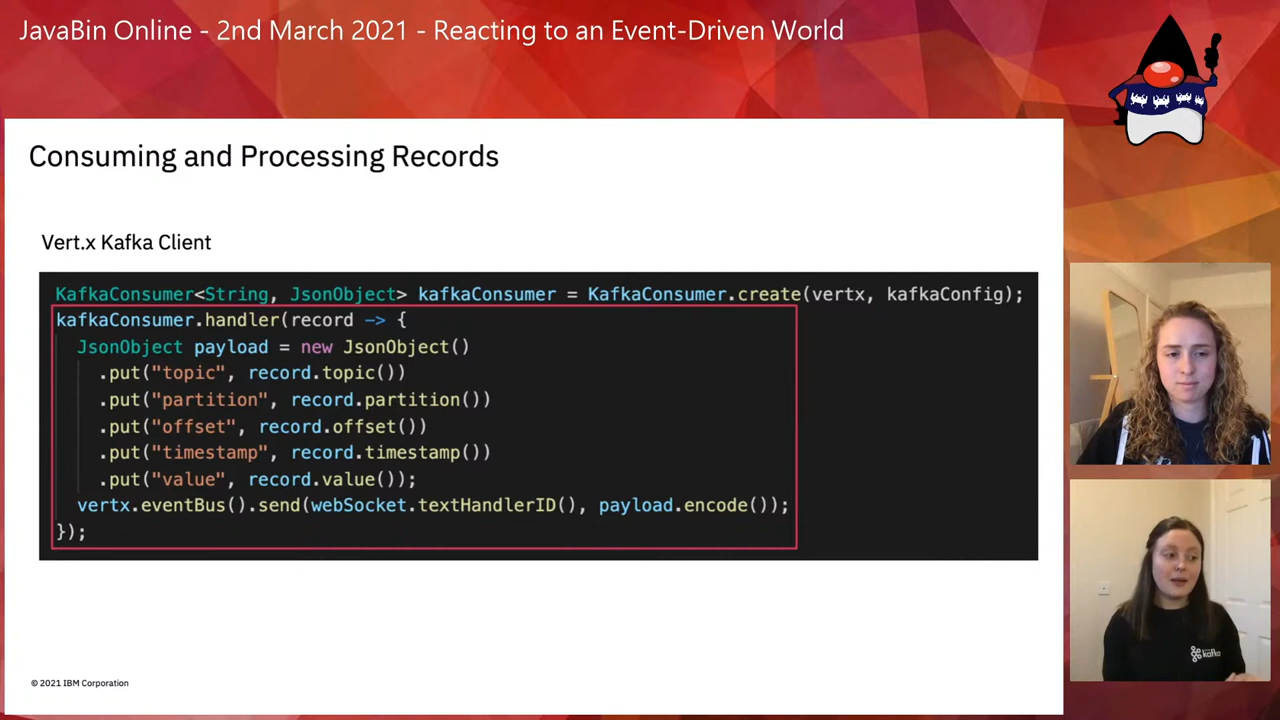 JavaBin Online - 2nd March 2021 - Reacting to an Event-Driven World
Consuming and Processing Records
Vert.x Kafka Client
KafkaConsumer<String, JsonObject> kafkaConsumer = KafkaConsumer.create(vertx, kafkaConfig);
kafkaConsumer.handler(record -> {
JsonObject payload = new JsonObject()
.put("topic", record.topic())
.put("partition", record.partition())
.put("offset", record.offset())
.put("timestamp", record.timestamp())
.put("value", record.value());
vertx.eventBus().send(webSocket.textHandlerID(), payload.encode());
});
kafka
© 2021 IBM Corporation